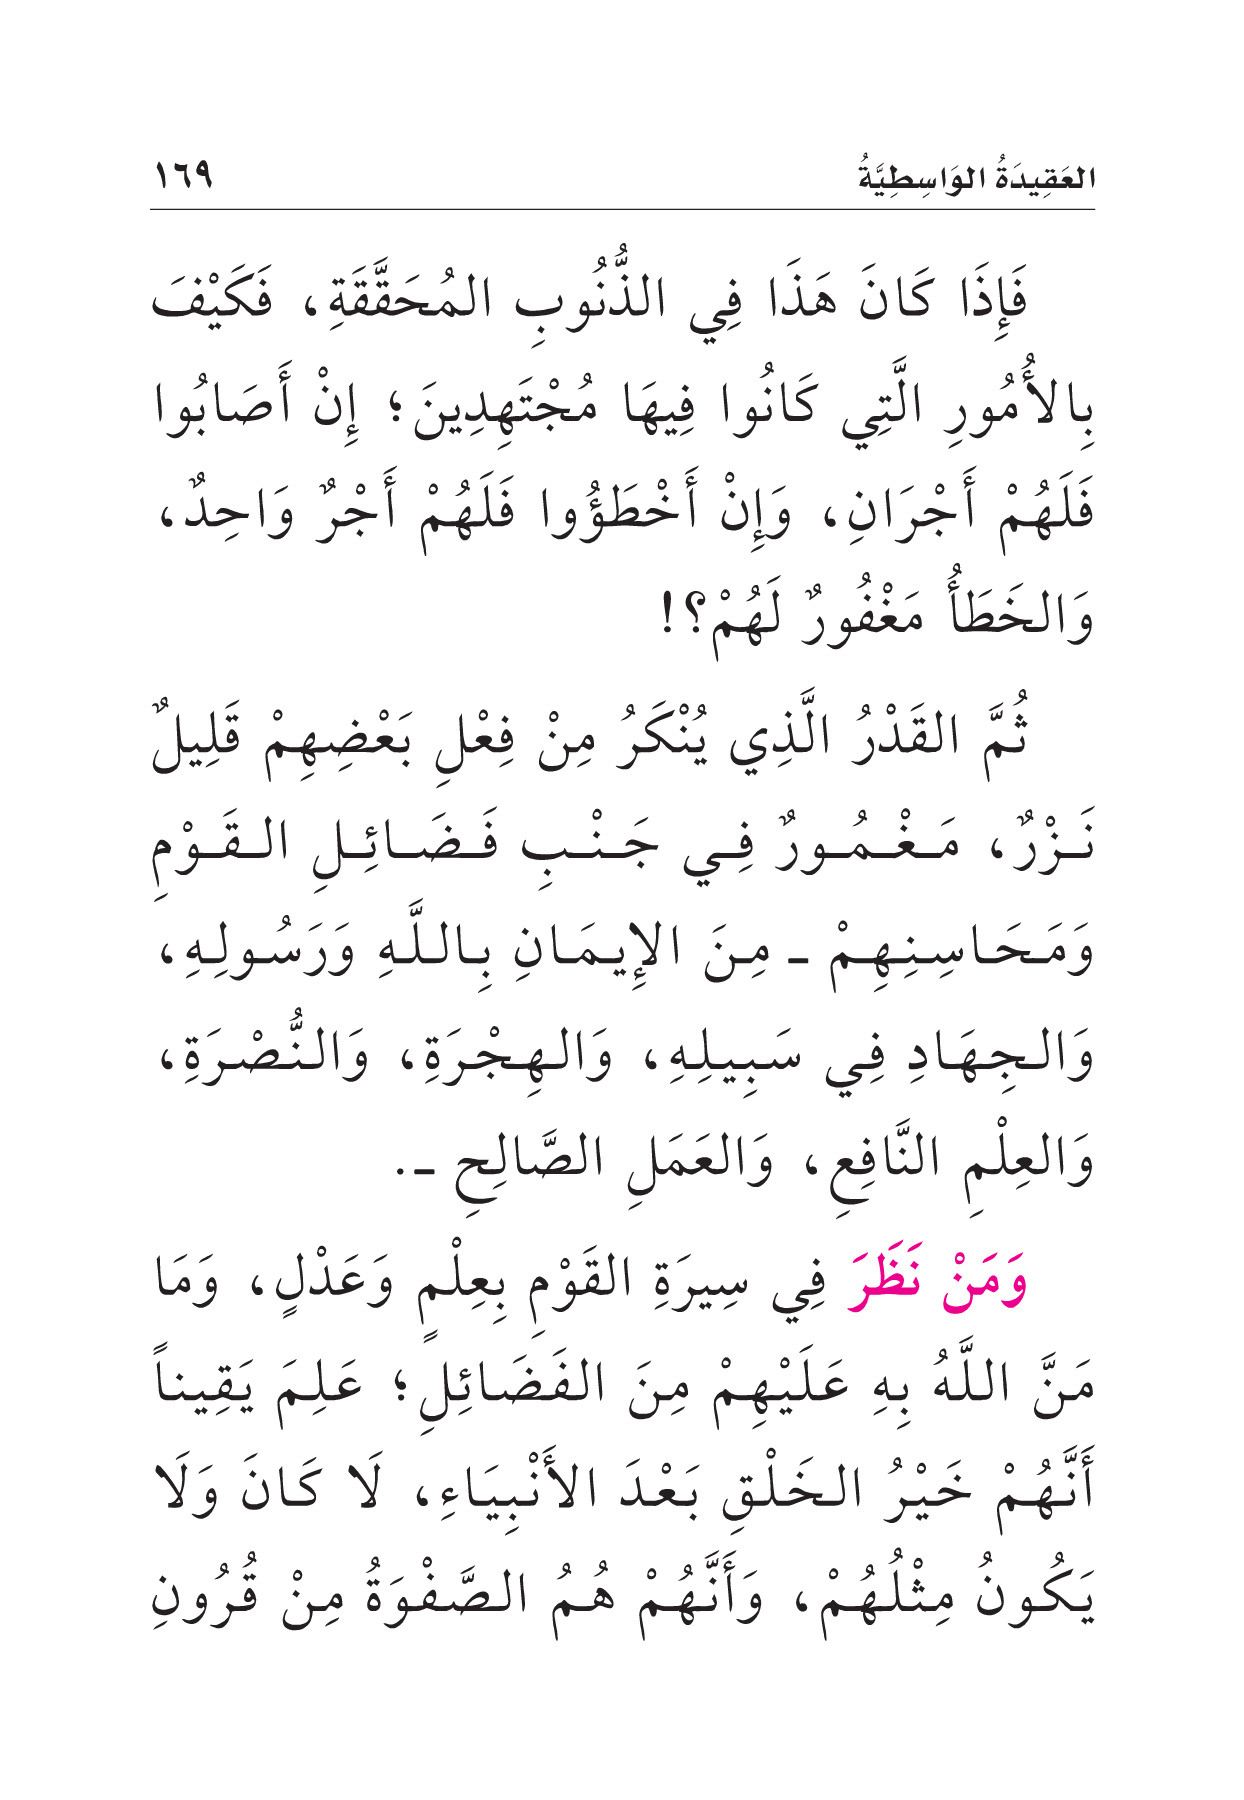 العَقِيدَةُ الوَاسِطِيَّةُ ١٦٩
فَإِذَا كَانَ هَذَا فِي الذُّنُوبِ المُحَقَّقَةِ، فَكَيْفَ
بِالأُمُورِ الَّتِي كَانُوا فِيهَا مُجْتَهِدِينَ؛ إِنْ أَصَابُوا
فَلَهُمْ أَجْرَانِ، وَإِنْ أَخْطَؤُوا فَلَهُمْ أَجْرٌ وَاحِدٌ،
وَالخَطَأُ مَغْفُورٌ لَهُمْ؟!
ثُمَّ القَدْرُ الَّذِي يُنْكَرُ مِنْ فِعْلِ بَعْضِهِمْ قَلِيلٌ
نَزْرٌ، مَغْمُورٌ فِي جَنْبِ فَضَائِلِ القَوْمِ
وَمَحَاسِنِهِمْ ـ مِنَ الإِيمَانِ بِاللَّهِ وَرَسُولِهِ،
وَالجِهَادِ فِي سَبِيلِهِ، وَالهِجْرَةِ، وَالنُّصْرَةِ،
وَالعِلْمِ النَّافِعِ، وَالعَمَلِ الصَّالِحِ ـ.
وَمَنْ نَظَرَ فِي سِيرَةِ القَوْمِ بِعِلْمٍ وَعَدْلٍ، وَمَا
مَنَّ اللَّهُ بِهِ عَلَيْهِمْ مِنَ الفَضَائِلِ؛ عَلِمَ يَقِيناً
أَنَّهُمْ خَيْرُ الخَلْقِ بَعْدَ الأَنْبِيَاءِ، لَا كَانَ وَلَا
يَكُونُ مِثْلُهُمْ، وَأَنَّهُمْ هُمُ الصَّفْوَةُ مِنْ قُرُونِ